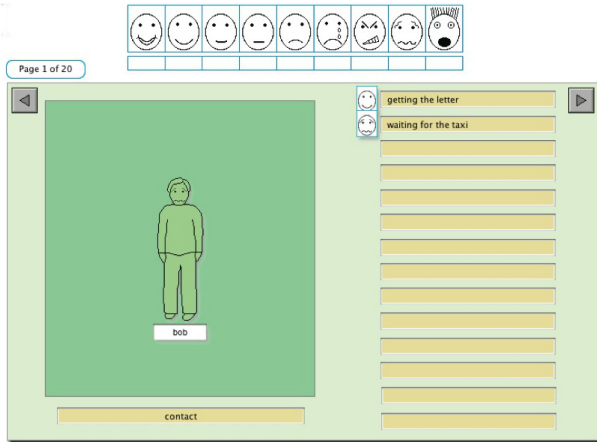 Page 1 of 20
getting the letter
waiting for the taxi
bob
contact